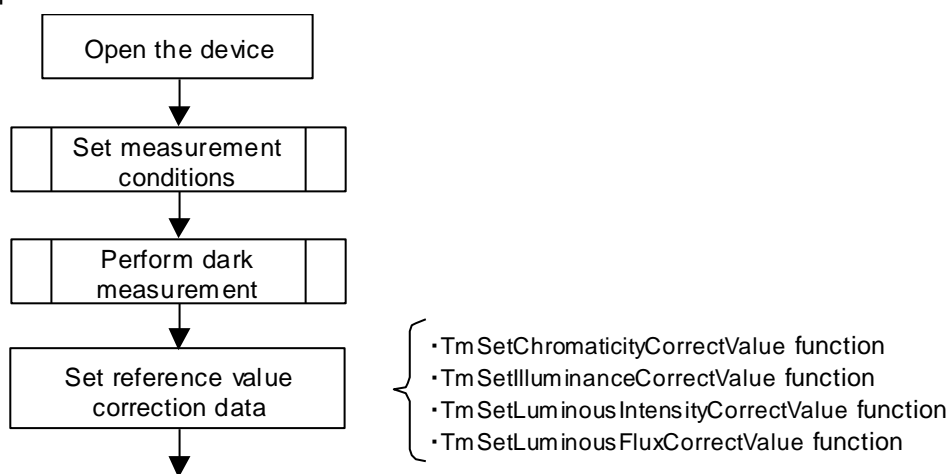 Open the device
Set measurement
conditions
Perform dark
measurement
Set reference value
correction data
・TmSetChromaticityCorrectValue function
・TmSetIlluminanceCorrectValue function
・TmSetLuminousIntensityCorrectValue function
・TmSetLuminousFluxCorrectValue function